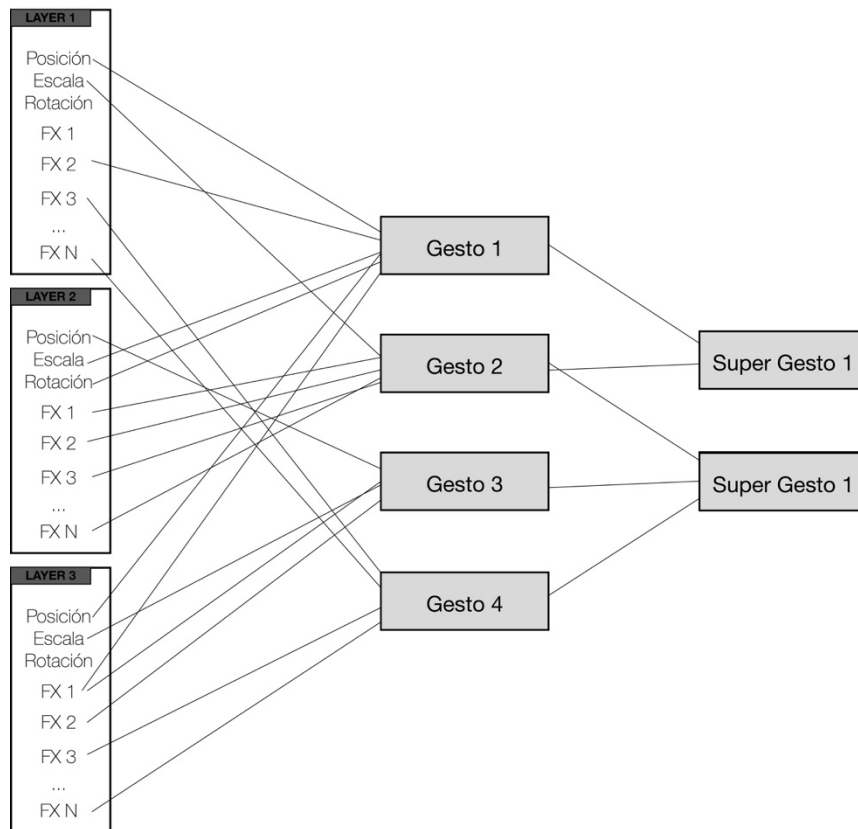 LAYER 1
Posición
Escala
Rotación
FX 1
FX 2
FX 3
...
FX N
LAYER 2
Posición
Escala
Rotación
FX 1
FX 2
FX 3
...
FX N
LAYER 3
Posición
Escala
Rotación
FX 1
FX 2
FX 3
...
FX N
Gesto 1
Gesto 2
Gesto 3
Gesto 4
Super Gesto 1
Super Gesto 1